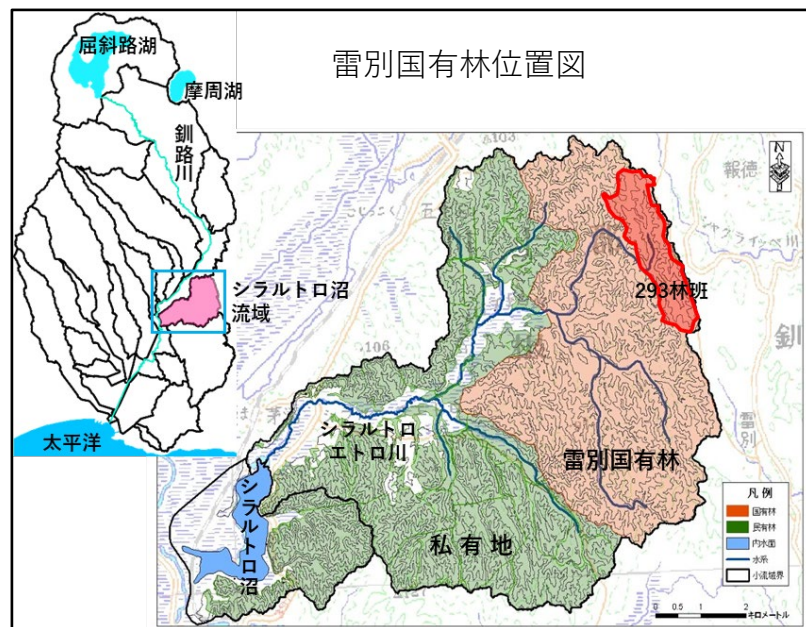 雷別国有林位置図
屈斜路湖
摩周湖
釧路川
シラルトロ沼
流域
太平洋
103
報徳
N
293林班
釧
106
シラルトロ
エトロ川
雷別
雷別国有林
シラルトロ沼
私有地
凡例
国有林
民有林
内水面
水系
小流域界
0 0.5 1 2
キロメートル